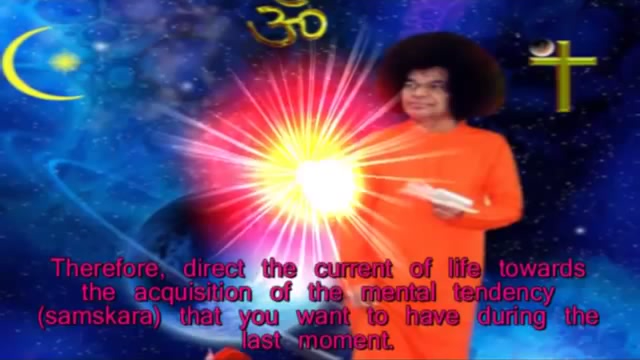 ॐ
Therefore, direct the current of life towards
the acquisition of the mental tendency
(samskara) that you want to have during the
last moment.